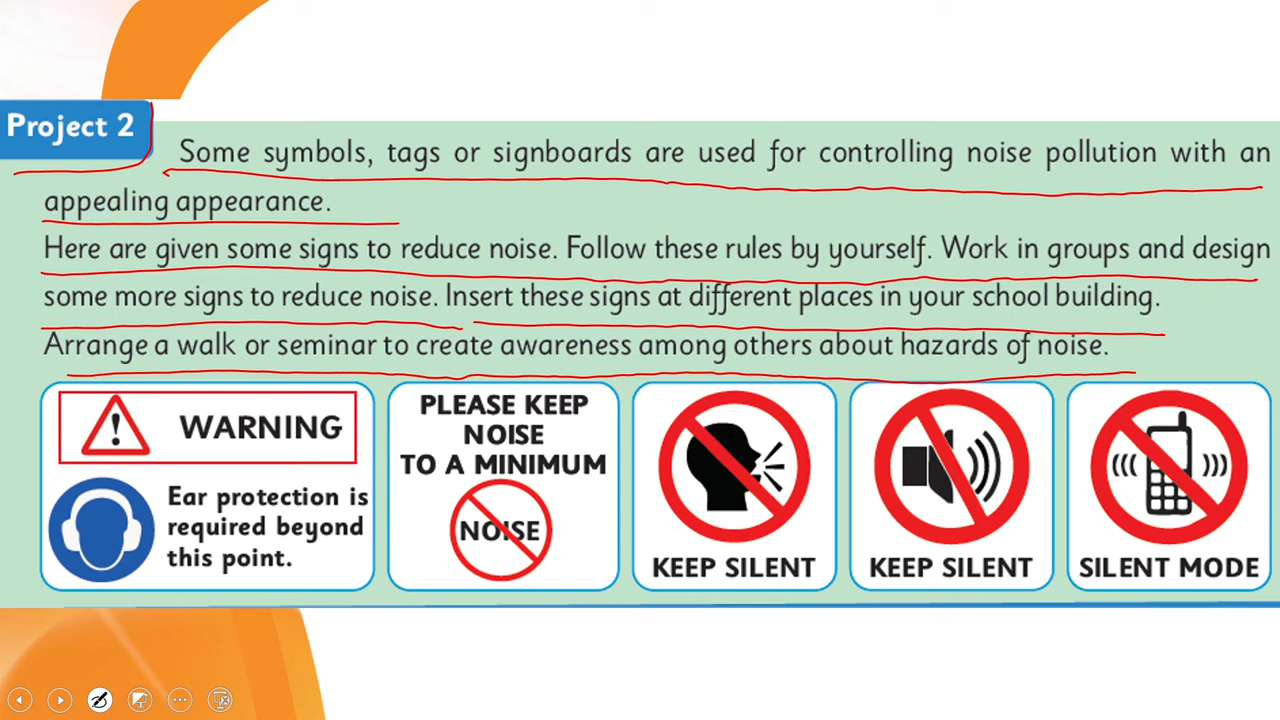 Project 2
Some symbols, tags or signboards are used for controlling noise pollution with an
appealing appearance.
Here are given some signs to reduce noise. Follow these rules by yourself. Work in groups and design
some more signs to reduce noise. Insert these signs at different places in your school building.
Arrange a walk or seminar to create awareness among others about hazards of noise.
WARNING
Ear protection is
required beyond
this point.
PLEASE KEEP
NOISE
TO A MINIMUM
NOISE
KEEP SILENT
KEEP SILENT
SILENT MODE